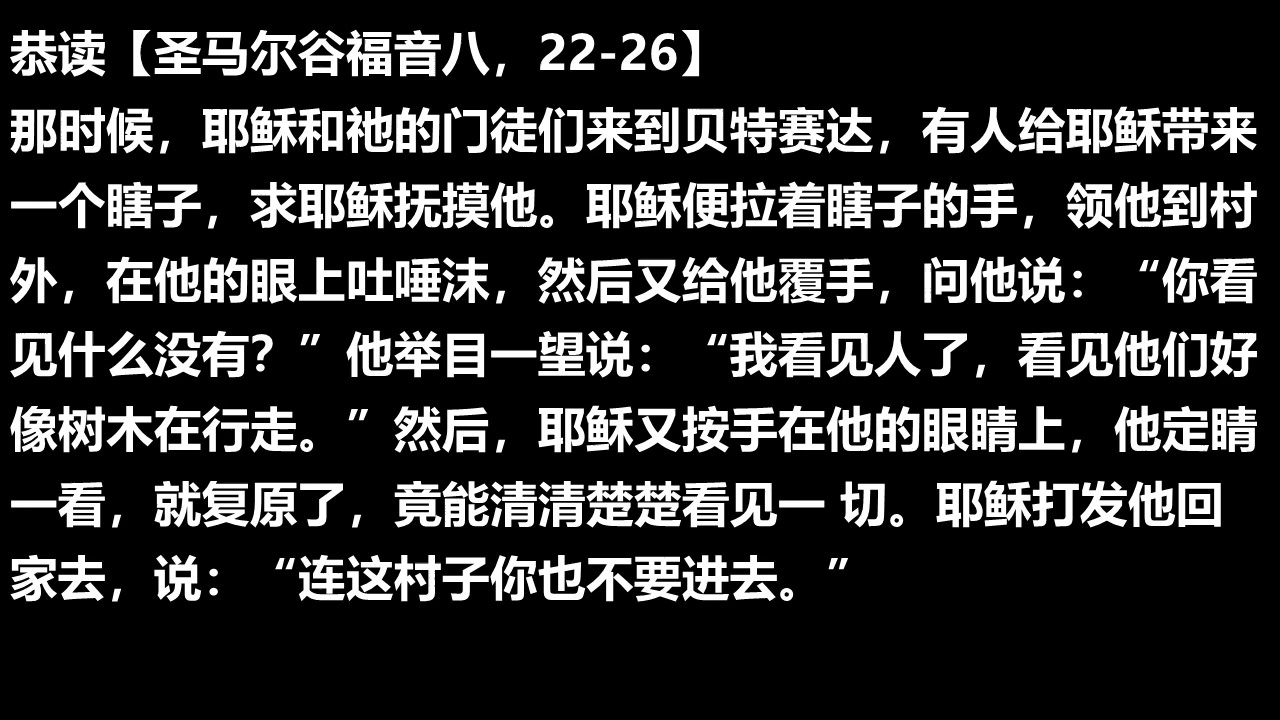 恭读【圣马尔谷福音八，22-26】
那时候，耶稣和祂的门徒们来到贝特赛达，有人给耶稣带来
一个瞎子，求耶稣抚摸他。耶稣便拉着瞎子的手，领他到村
外，在他的眼上吐唾沫，然后又给他覆手，问他说：“你看
见什么没有？”他举目一望说：“我看见人了，看见他们好
像树木在行走。”然后，耶稣又按手在他的眼睛上，他定睛
一看，就复原了，竟能清清楚楚看见一 切。耶稣打发他回
家去，说：“连这村子你也不要进去。”